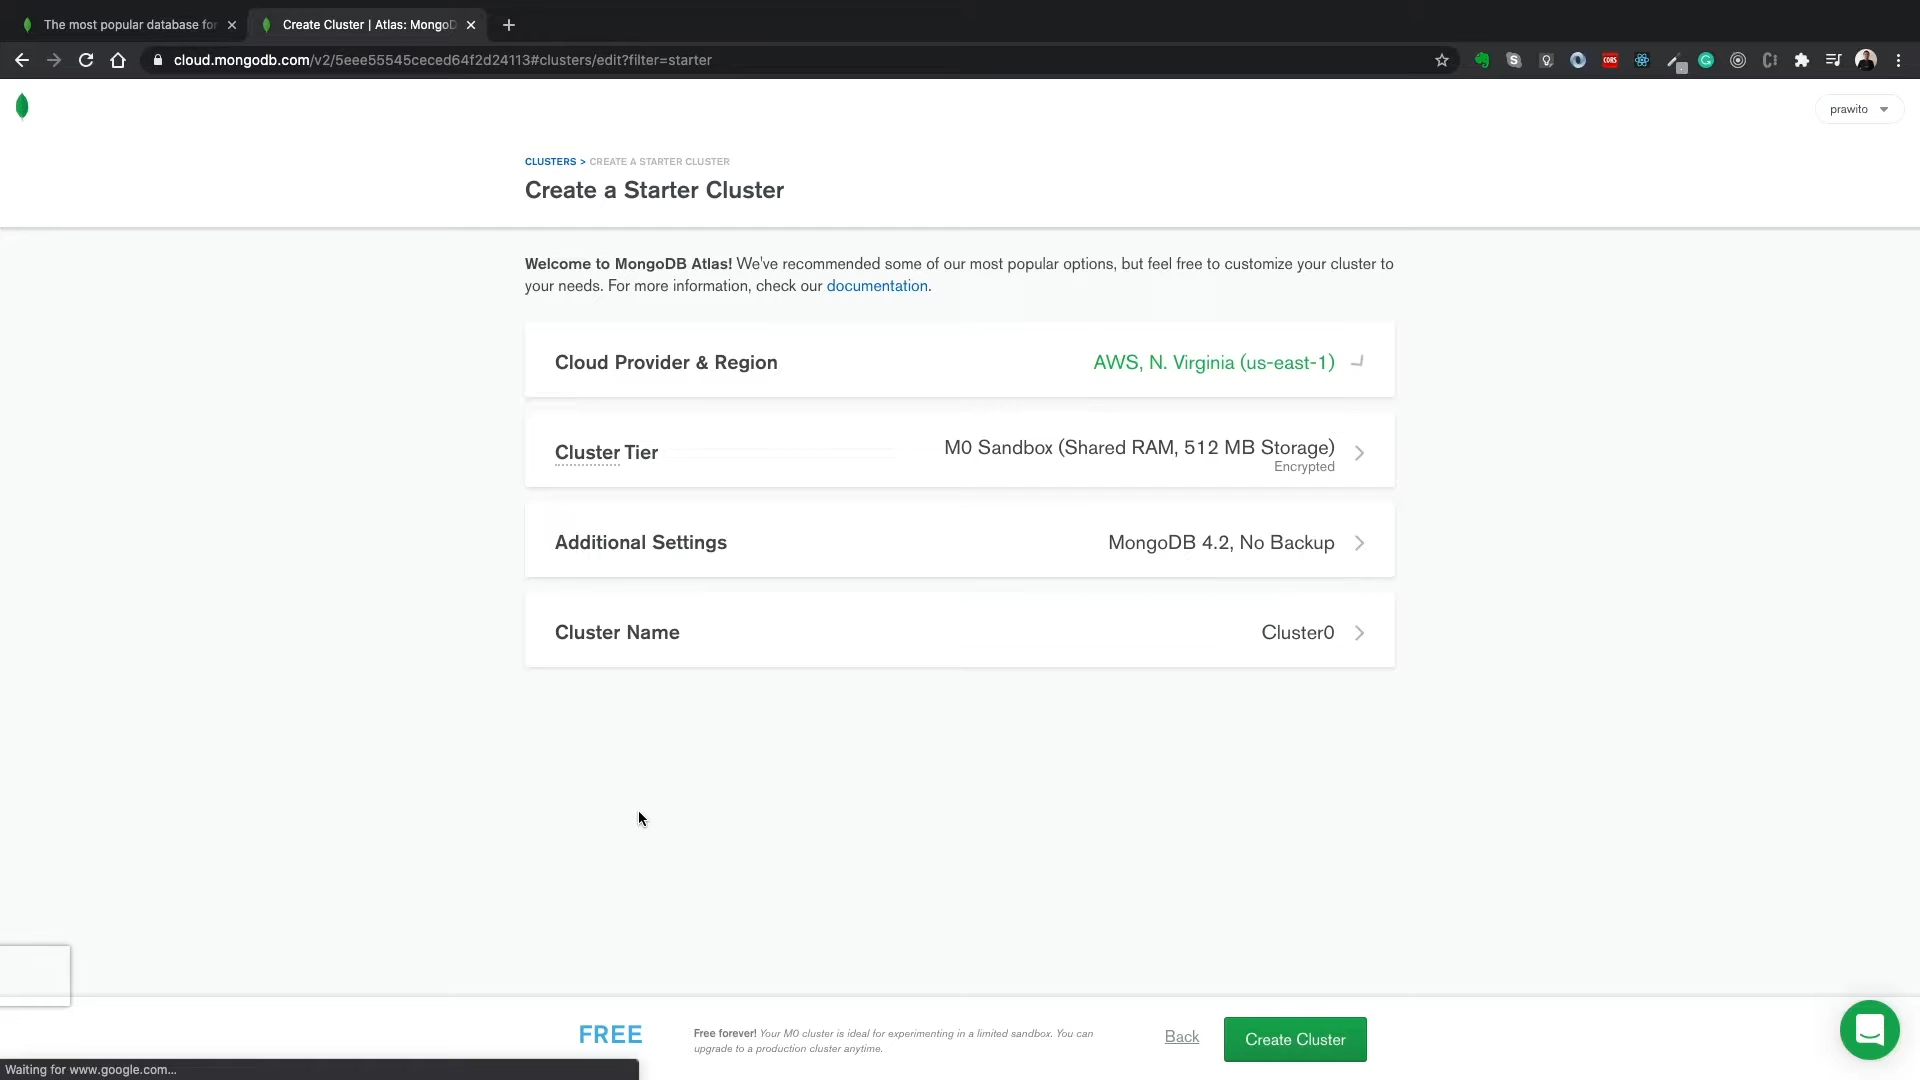 The most popular database for
Create Cluster | Atlas: MongoD
cloud.mongodb.com/v2/5eee55545ceced64f2d24113#clusters/edit?filter=starter
CORS
prawito
CLUSTERS > CREATE A STARTER CLUSTER
Create a Starter Cluster
Welcome to MongoDB Atlas! We've recommended some of our most popular options, but feel free to customize your cluster to
your needs. For more information, check our documentation.
Cloud Provider & Region
AWS, N. Virginia (us-east-1)
Cluster Tier
M0 Sandbox (Shared RAM, 512 MB Storage)
Encrypted
Additional Settings
MongoDB 4.2, No Backup
Cluster Name
Cluster0
FREE
Free forever! Your M0 cluster is ideal for experimenting in a limited sandbox. You can
upgrade to a production cluster anytime.
Back
Create Cluster
Waiting for www.google.com...